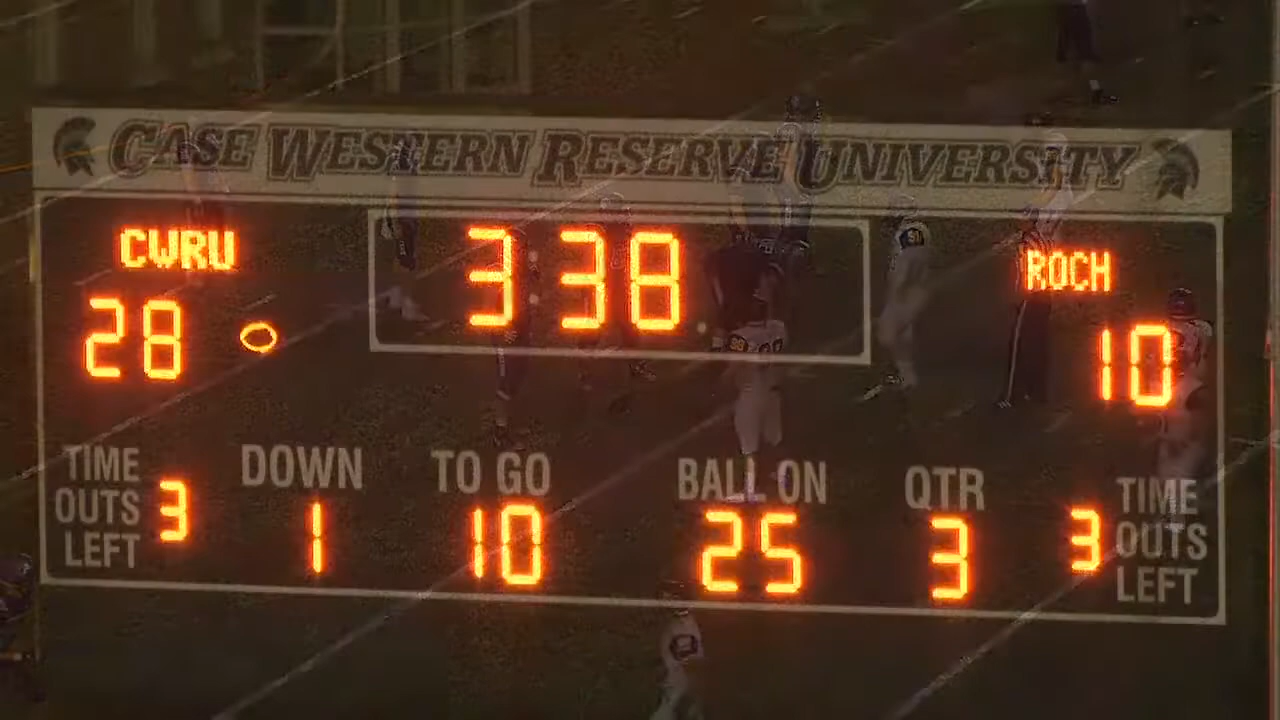 CASE WESTERN RESERVE UNIVERSITY
CWRU
3:38
ROCH
28
10
TIME
OUTS
LEFT
3
DOWN
1
TO GO
10
BALL ON
25
QTR
3
3
TIME
OUTS
LEFT